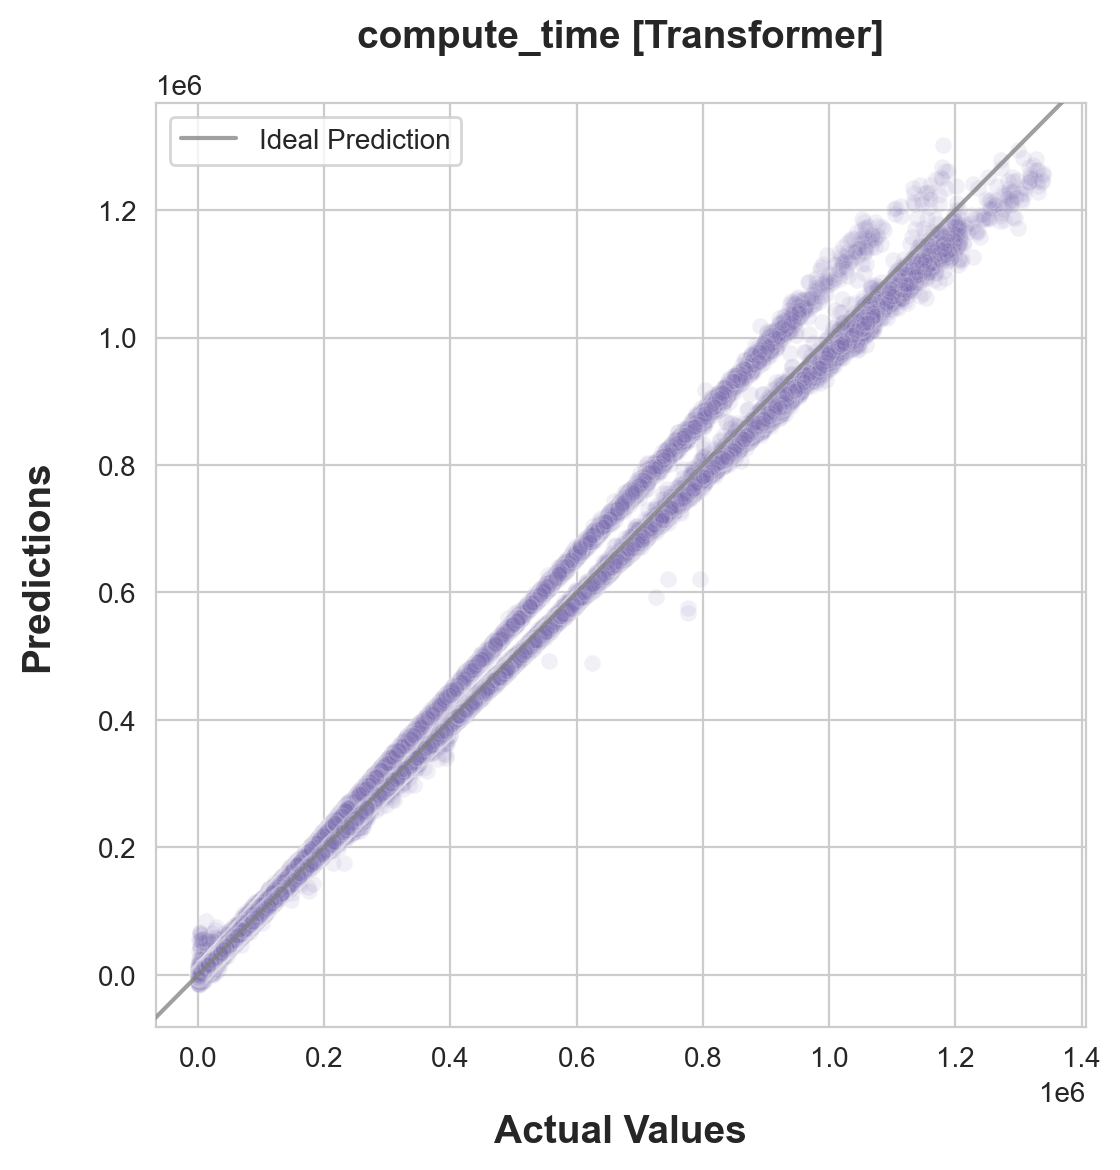 compute_time [Transformer]
1e6
Ideal Prediction
1.2
1.0
0.8
0.6
0.4
0.2
0.0
Predictions
0.0 0.2 0.4 0.6 0.8 1.0 1.2 1.4
1e6
Actual Values